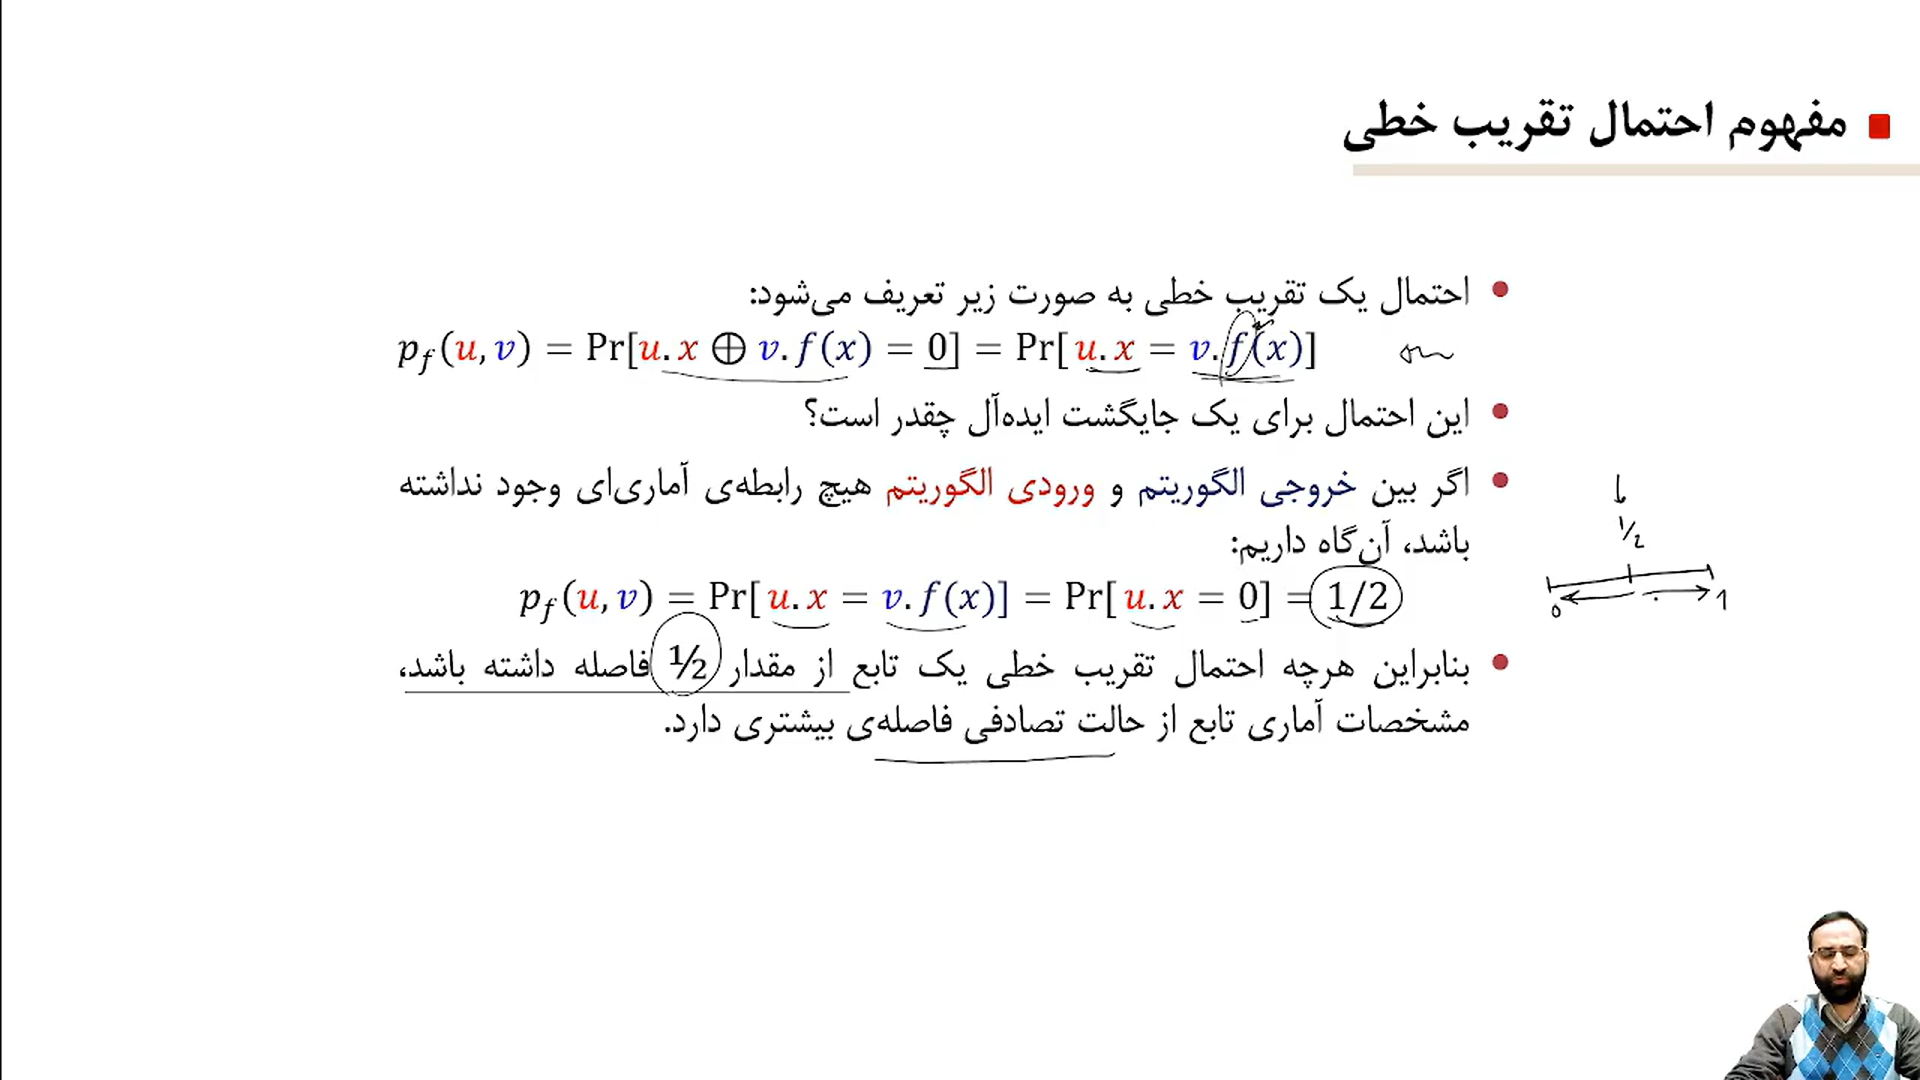 مفهوم احتمال تقریب خطی
احتمال یک تقریب خطی به صورت زیر تعریف می‌شود:
p_f(u, v) = Pr[u. x ⊕ v. f(x) = 0] = Pr[ u. x = v. f(x)]
این احتمال برای یک جایگشت ایده‌آل چقدر است؟
اگر بین خروجی الگوریتم و ورودی الگوریتم هیچ رابطه‌ی آماری‌ای وجود نداشته
باشد، آن‌گاه داریم:
p_f(u, v) = Pr[ u. x = v. f(x)] = Pr[ u. x = 0] = 1/2
بنابراین هرچه احتمال تقریب خطی یک تابع از مقدار ½ فاصله داشته باشد،
مشخصات آماری تابع از حالت تصادفی فاصله‌ی بیشتری دارد.
1/2
0 1